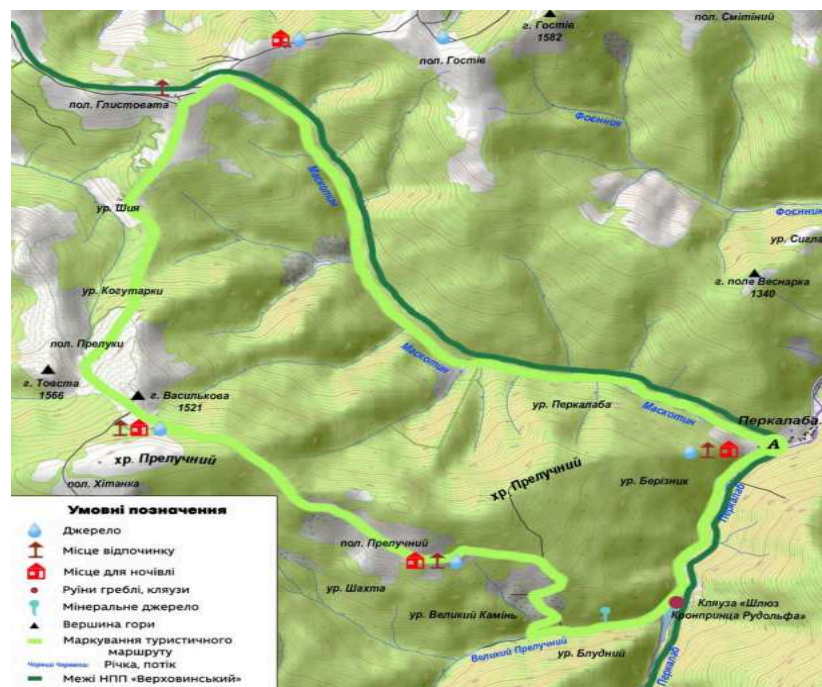 пол. Смітіний
г. Гостів
1582
пол. Гостів
пол. Глистовата
Фоєнник
Маскотин
ур. Шия
Фоєнник
ур. Сигла
ур. Когутарки
г. поле Веснарка
1340
пол. Прелуки
Маскотин
г. Товста
1566
г. Василькова
1521
ур. Перкалаба
Маскотин
Перкалаба
А
хр. Прелучний
хр. Прелучний
ур. Берізник
пол. Хітанка
Перкалаб
Умовні позначення
Джерело
Місце відпочинку
Місце для ночівлі
Руїни греблі, кляузи
Мінеральне джерело
Вершина гори
Маркування туристичного
маршруту
Річка, потік
Межі НПП «Верховинський»
пол. Прелучний
ур. Шахта
ур. Великий Камінь
Кляуза «Шлюз
Кронпринца Рудольфа»
Великий Прелучний
ур. Блудний
Перкалаб